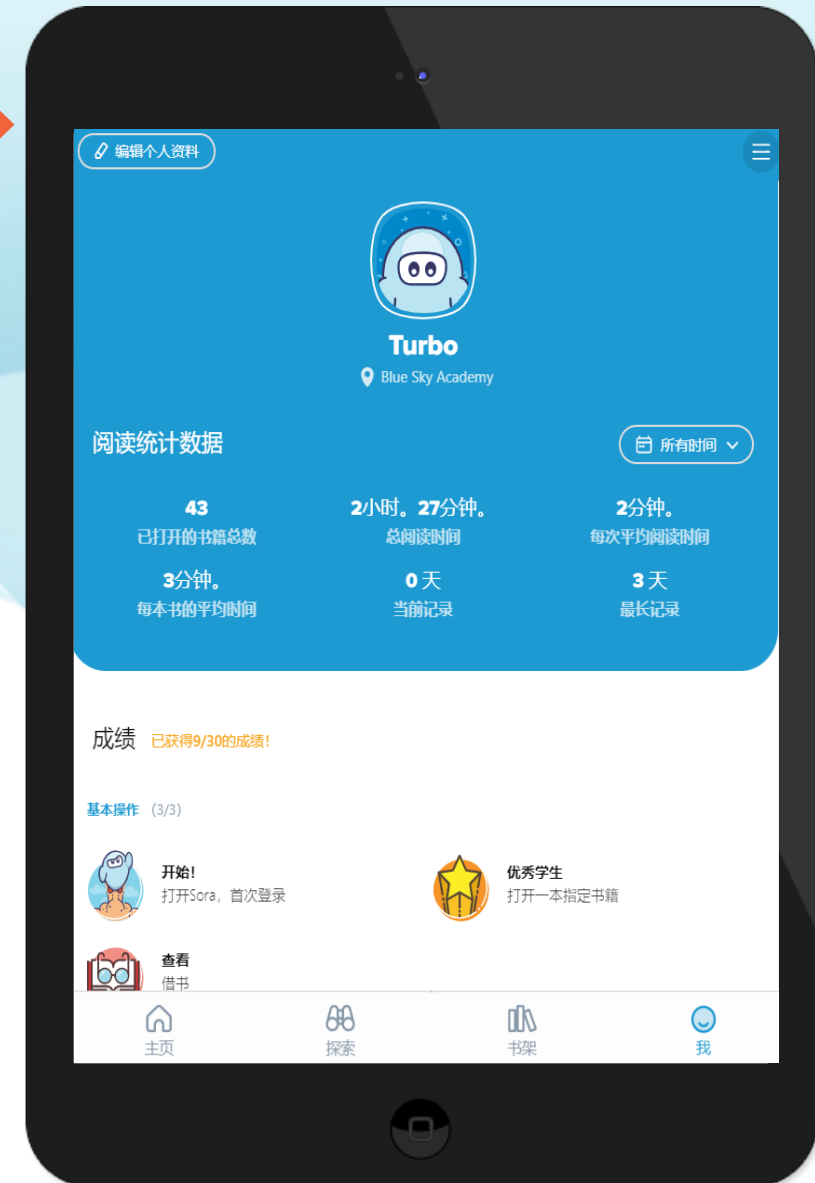 编辑个人资料
Turbo
Blue Sky Academy
阅读统计数据
所有时间
43
已打开的书籍总数
2小时。27分钟。
总阅读时间
2分钟。
每次平均阅读时间
3分钟。
每本书的平均时间
0 天
当前记录
3 天
最长记录
成绩 已获得9/30的成绩！
基本操作 (3/3)
开始！
打开Sora，首次登录
优秀学生
打开一本指定书籍
查看
借书
主页
探索
书架
我